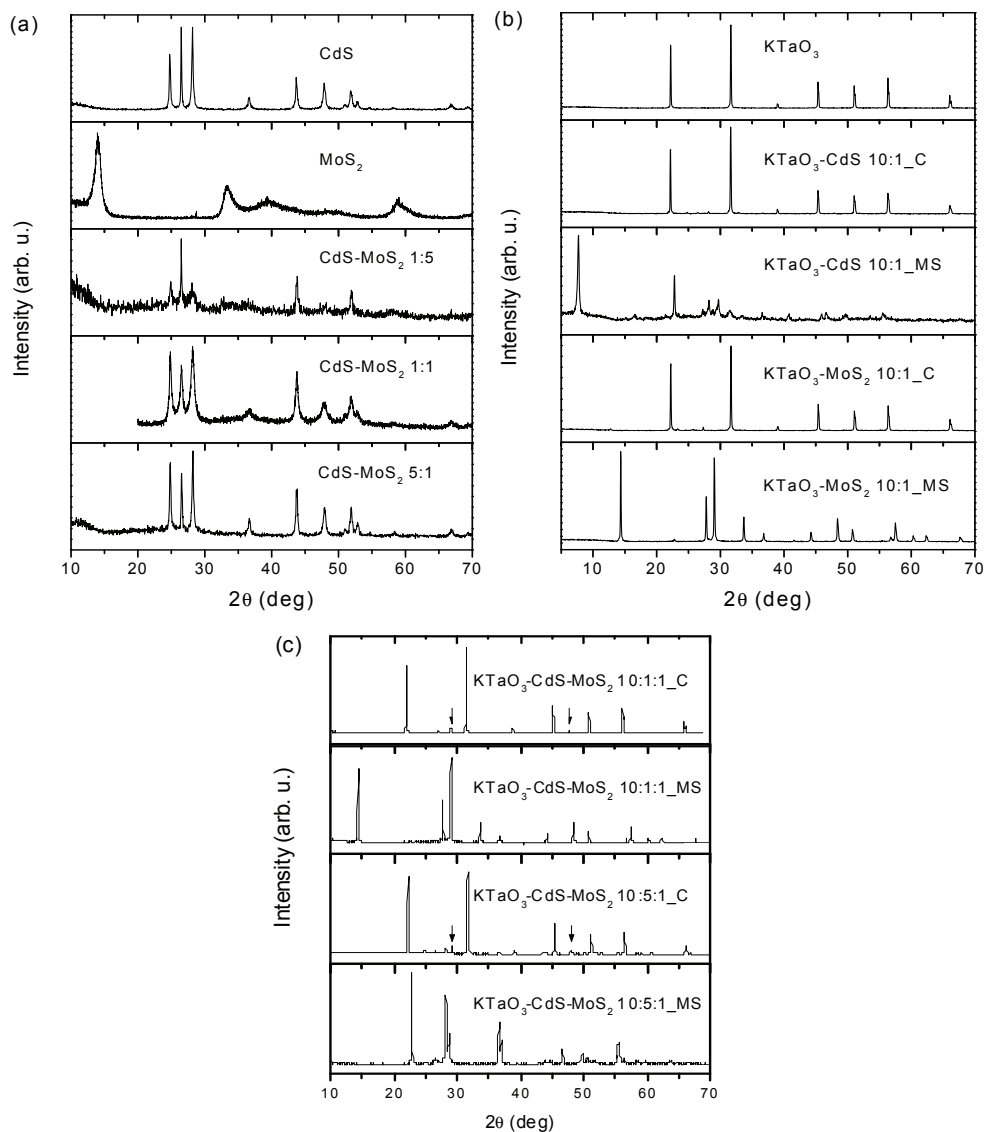 (a)
CdS
MoS₂
CdS-MoS₂ 1:5
CdS-MoS₂ 1:1
CdS-MoS₂ 5:1
Intensity (arb. u.)
10 20 30 40 50 60 70
2θ (deg)
(b)
KTaO₃
KTaO₃-CdS 10:1_C
KTaO₃-CdS 10:1_MS
KTaO₃-MoS₂ 10:1_C
KTaO₃-MoS₂ 10:1_MS
Intensity (arb. u.)
10 20 30 40 50 60 70
2θ (deg)
(c)
KTaO₃-CdS-MoS₂ 10:1:1_C
KTaO₃-CdS-MoS₂ 10:1:1_MS
KTaO₃-CdS-MoS₂ 10:5:1_C
KTaO₃-CdS-MoS₂ 10:5:1_MS
Intensity (arb. u.)
10 20 30 40 50 60 70
2θ (deg)